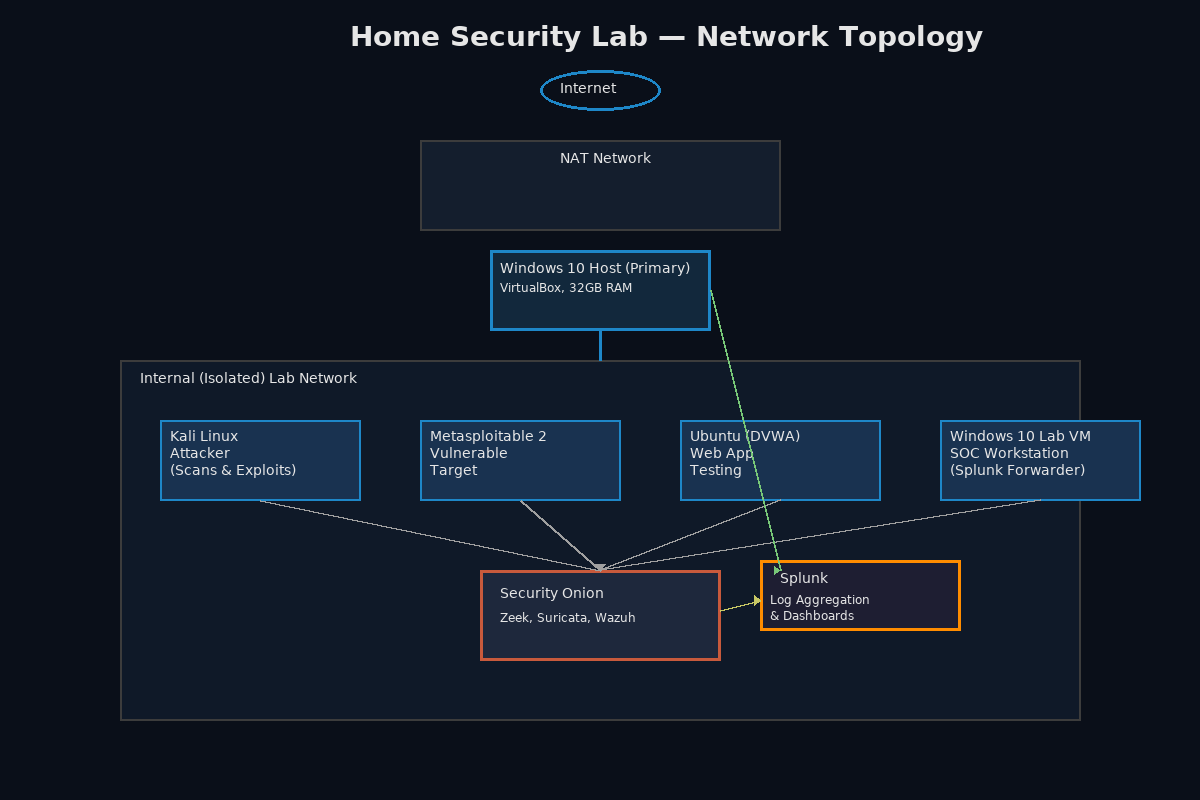 Home Security Lab — Network Topology
Internet
NAT Network
Windows 10 Host (Primary)
VirtualBox, 32GB RAM
Internal (Isolated) Lab Network
Kali Linux
Attacker
(Scans & Exploits)
Metasploitable 2
Vulnerable
Target
Ubuntu (DVWA)
Web App
Testing
Windows 10 Lab VM
SOC Workstation
(Splunk Forwarder)
Security Onion
Zeek, Suricata, Wazuh
Splunk
Log Aggregation
& Dashboards